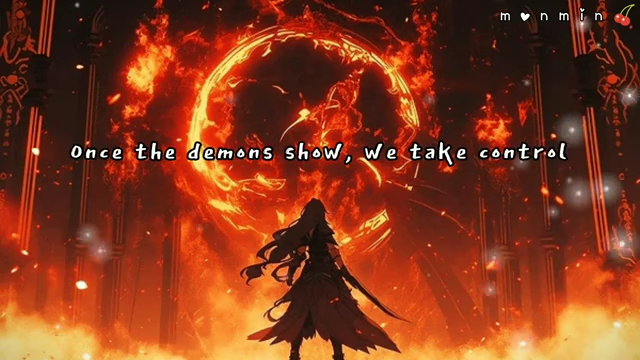 m♥nmin🍒
Once the demons show, we take control